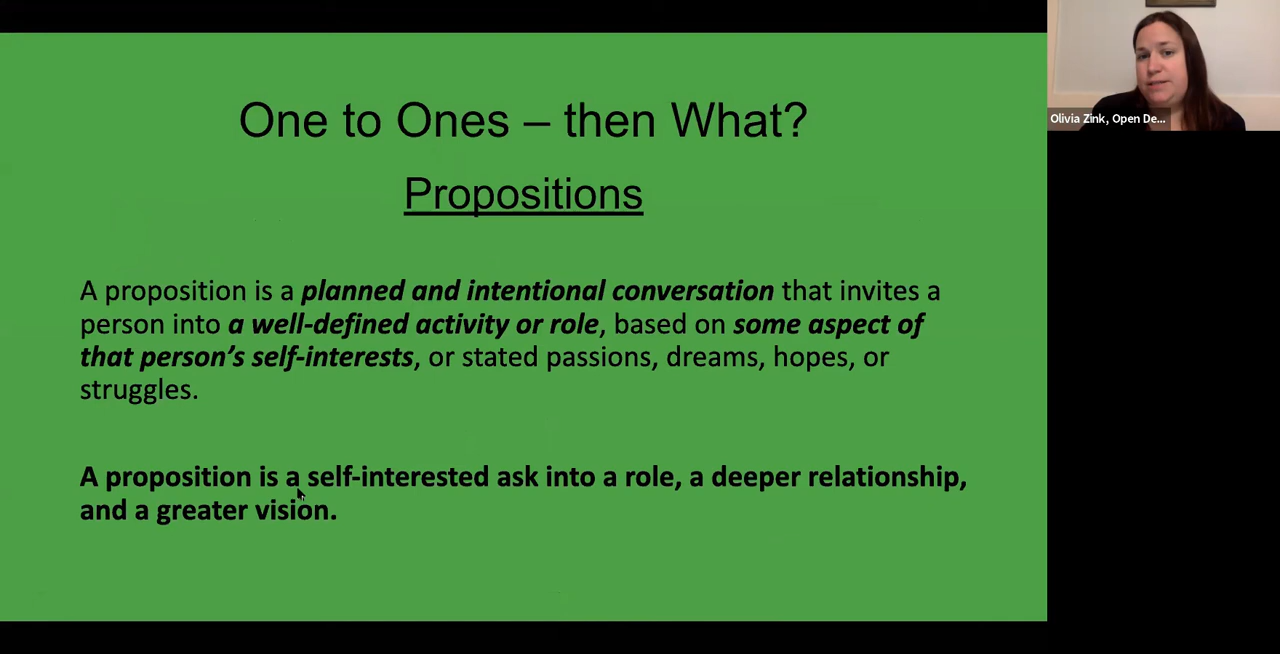 One to Ones – then What?
Propositions
A proposition is a planned and intentional conversation that invites a
person into a well-defined activity or role, based on some aspect of
that person’s self-interests, or stated passions, dreams, hopes, or
struggles.
A proposition is a self-interested ask into a role, a deeper relationship,
and a greater vision.
Olivia Zink, Open De...